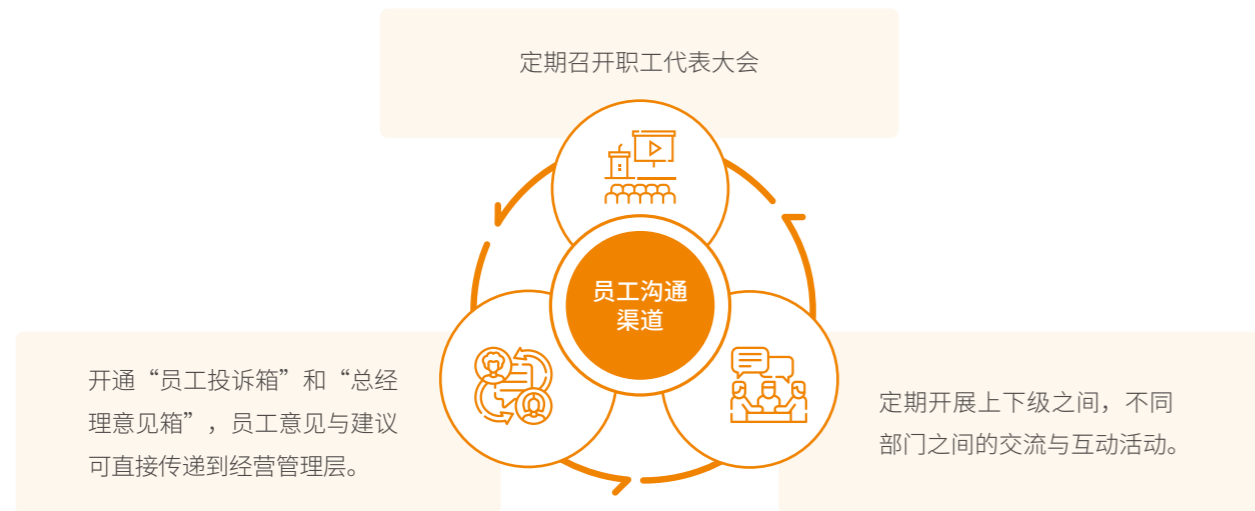 定期召开职工代表大会
员工沟通
渠道
开通“员工投诉箱”和“总经
理意见箱”，员工意见与建议
可直接传递到经营管理层。
定期开展上下级之间，不同
部门之间的交流与互动活动。